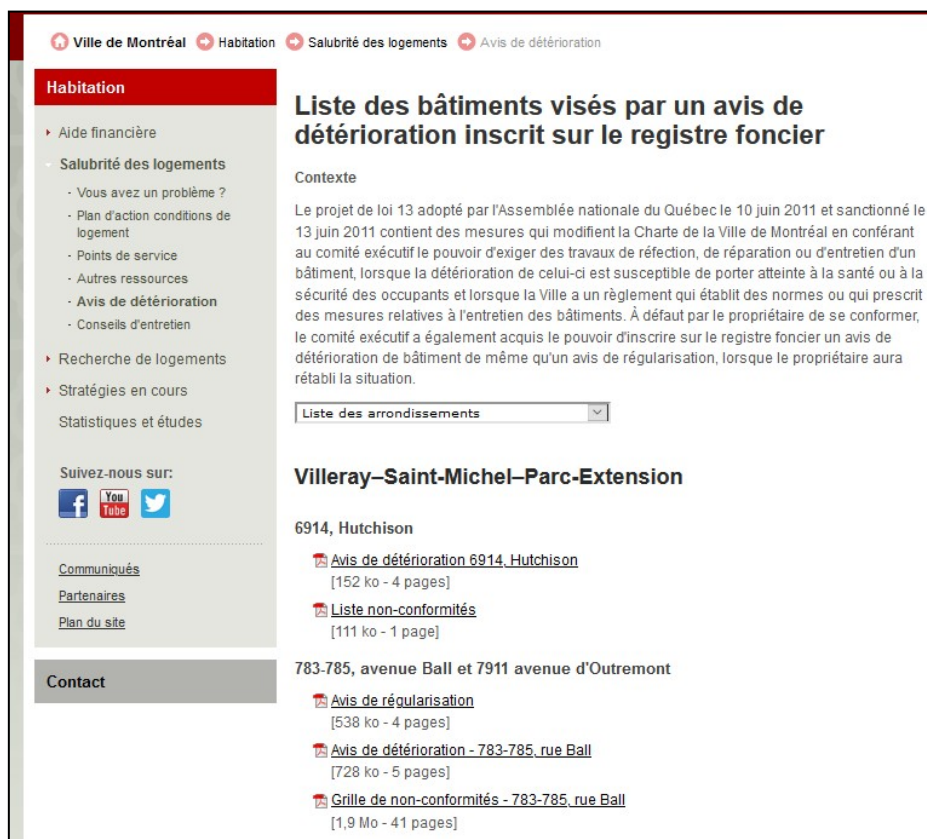 Ville de Montréal Habitation Salubrité des logements Avis de détérioration
Habitation
Aide financière
Salubrité des logements
· Vous avez un problème ?
· Plan d'action conditions de
logement
· Points de service
· Autres ressources
· Avis de détérioration
· Conseils d'entretien
Recherche de logements
Stratégies en cours
Statistiques et études
Suivez-nous sur:
f You Tube
Communiqués
Partenaires
Plan du site
Contact
Liste des bâtiments visés par un avis de
détérioration inscrit sur le registre foncier
Contexte
Le projet de loi 13 adopté par l'Assemblée nationale du Québec le 10 juin 2011 et sanctionné le
13 juin 2011 contient des mesures qui modifient la Charte de la Ville de Montréal en conférant
au comité exécutif le pouvoir d'exiger des travaux de réfection, de réparation ou d'entretien d'un
bâtiment, lorsque la détérioration de celui-ci est susceptible de porter atteinte à la santé ou à la
sécurité des occupants et lorsque la Ville a un règlement qui établit des normes ou qui prescrit
des mesures relatives à l'entretien des bâtiments. À défaut par le propriétaire de se conformer,
le comité exécutif a également acquis le pouvoir d'inscrire sur le registre foncier un avis de
détérioration de bâtiment de même qu'un avis de régularisation, lorsque le propriétaire aura
rétabli la situation.
Liste des arrondissements
Villeray–Saint-Michel–Parc-Extension
6914, Hutchison
Avis de détérioration 6914, Hutchison
[152 ko - 4 pages]
Liste non-conformités
[111 ko - 1 page]
783-785, avenue Ball et 7911 avenue d'Outremont
Avis de régularisation
[538 ko - 4 pages]
Avis de détérioration - 783-785, rue Ball
[728 ko - 5 pages]
Grille de non-conformités - 783-785, rue Ball
[1,9 Mo - 41 pages]